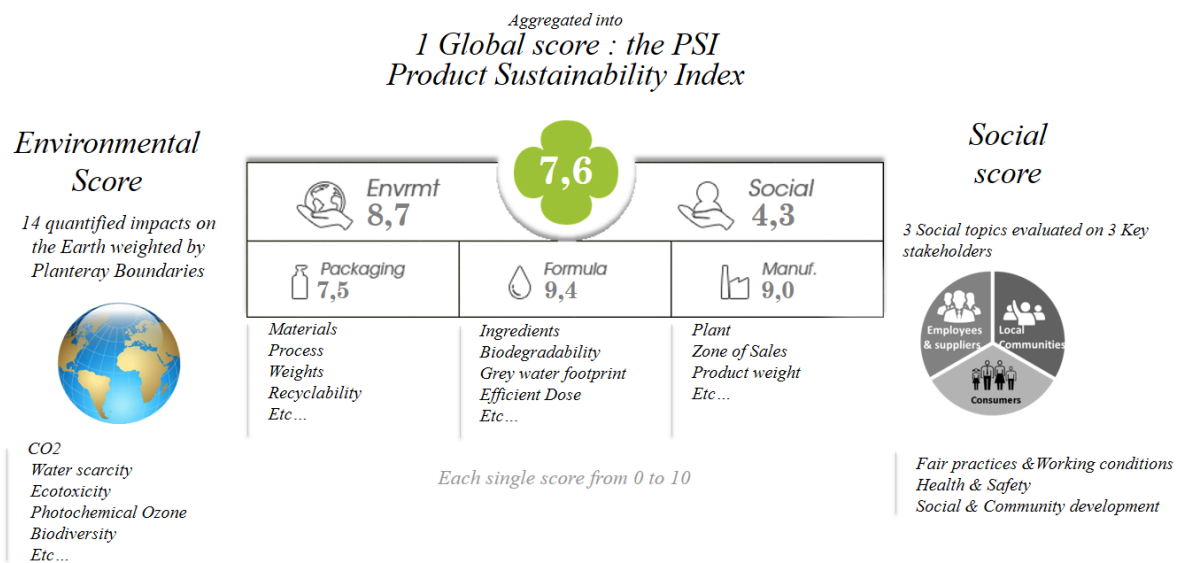 Aggregated into
1 Global score : the PSI
Product Sustainability Index
Environmental
Score
14 quantified impacts on
the Earth weighted by
Planteray Boundaries
CO2
Water scarcity
Ecotoxicity
Photochemical Ozone
Biodiversity
Etc…
7,6
Envrmt
8,7
Social
4,3
Packaging
7,5
Formula
9,4
Manuf.
9,0
Materials
Process
Weights
Recyclability
Etc…
Ingredients
Biodegradability
Grey water footprint
Efficient Dose
Etc…
Plant
Zone of Sales
Product weight
Etc…
Each single score from 0 to 10
Social
score
3 Social topics evaluated on 3 Key
stakeholders
Employees
& suppliers
Local
Communities
Consumers
Fair practices &Working conditions
Health & Safety
Social & Community development